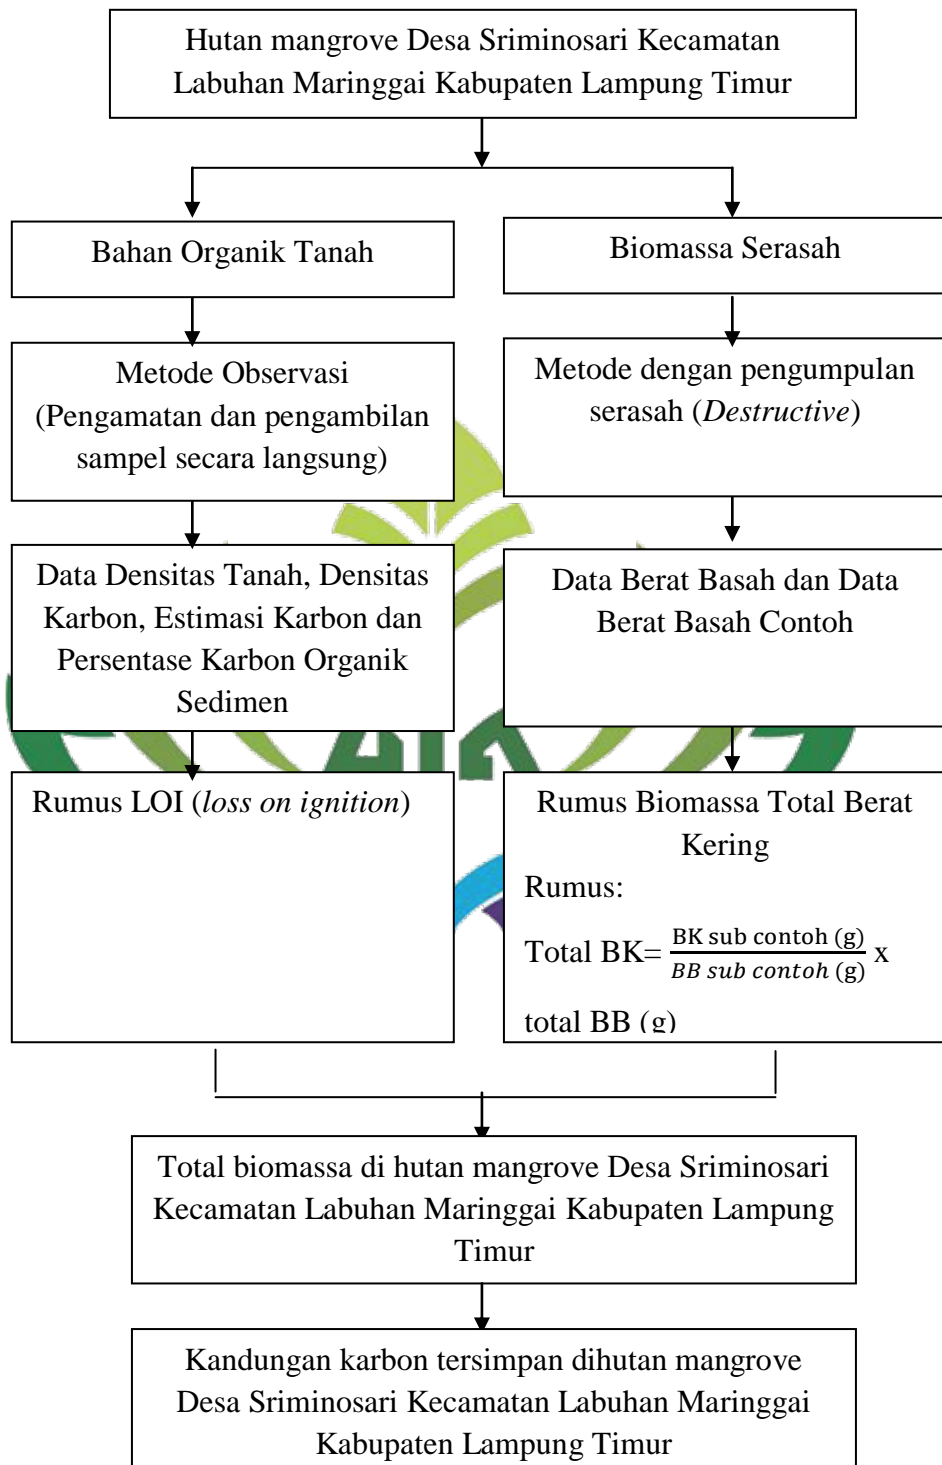 Hutan mangrove Desa Sriminosari Kecamatan
Labuhan Maringgai Kabupaten Lampung Timur
Bahan Organik Tanah
Biomassa Serasah
Metode Observasi
(Pengamatan dan pengambilan
sampel secara langsung)
Metode dengan pengumpulan
serasah (Destructive)
Data Densitas Tanah, Densitas
Karbon, Estimasi Karbon dan
Persentase Karbon Organik
Sedimen
Data Berat Basah dan Data
Berat Basah Contoh
Rumus LOI (loss on ignition)
Rumus Biomassa Total Berat
Kering
Rumus:
Total BK= BK sub contoh (g) / BB sub contoh (g) x
total BB (g)
Total biomassa di hutan mangrove Desa Sriminosari
Kecamatan Labuhan Maringgai Kabupaten Lampung
Timur
Kandungan karbon tersimpan dihutan mangrove
Desa Sriminosari Kecamatan Labuhan Maringgai
Kabupaten Lampung Timur